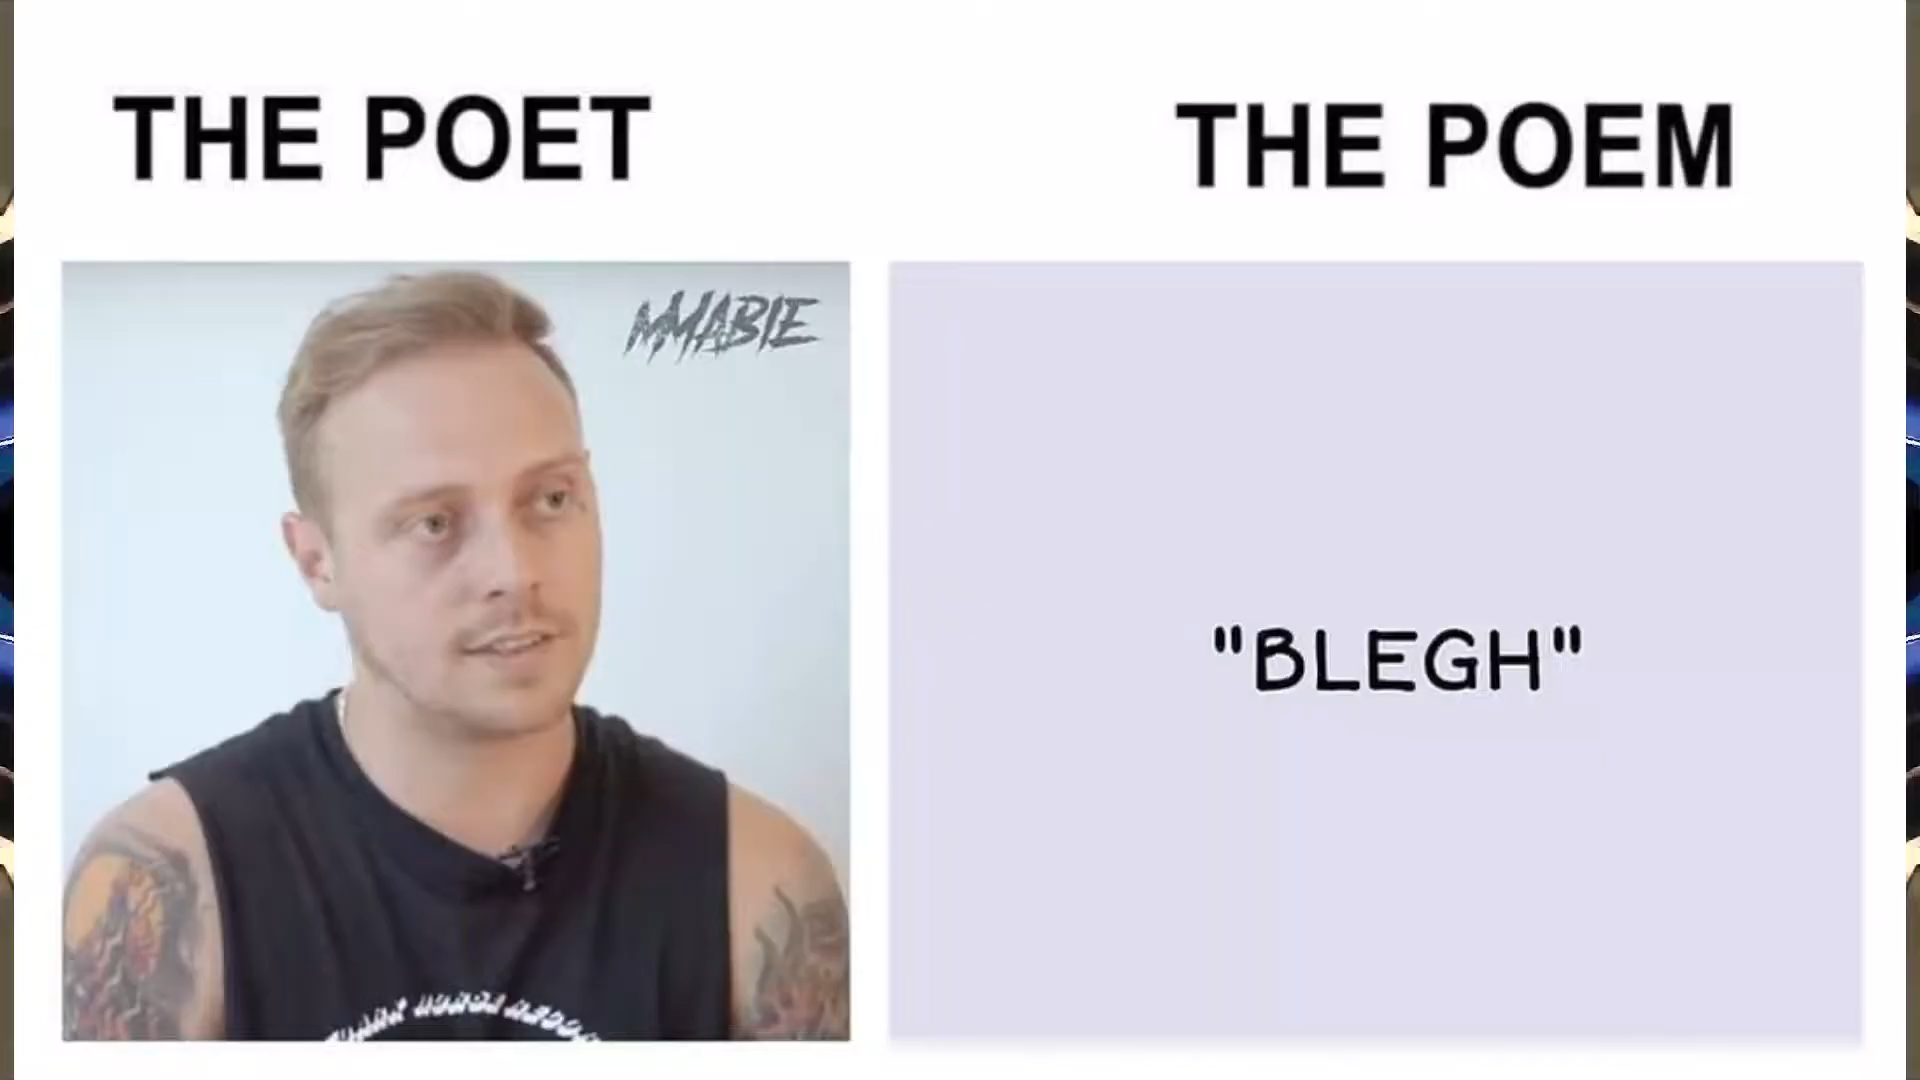 THE POET
THE POEM
MMABIE
"BLEGH"